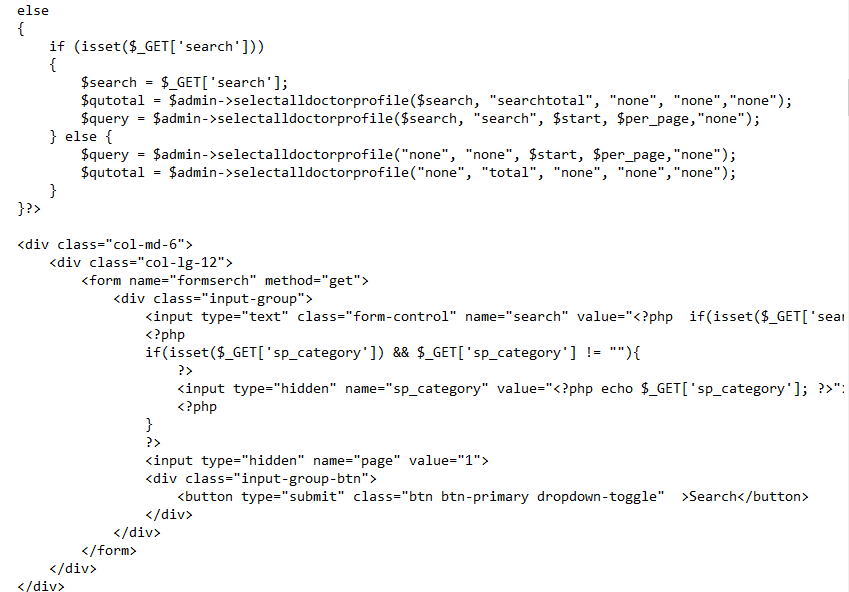 else
{
if (isset($_GET['search']))
{
$search = $_GET['search'];
$qutotal = $admin->selectalldoctorprofile($search, "searchtotal", "none", "none","none");
$query = $admin->selectalldoctorprofile($search, "search", $start, $per_page,"none");
} else {
$query = $admin->selectalldoctorprofile("none", "none", $start, $per_page,"none");
$qutotal = $admin->selectalldoctorprofile("none", "total", "none", "none","none");
}
}?>
<div class="col-md-6">
<div class="col-lg-12">
<form name="formserch" method="get">
<div class="input-group">
<input type="text" class="form-control" name="search" value="<?php  if(isset($_GET['sear
<?php
if(isset($_GET['sp_category']) && $_GET['sp_category'] != ""){
?>
<input type="hidden" name="sp_category" value="<?php echo $_GET['sp_category']; ?>">
<?php
}
?>
<input type="hidden" name="page" value="1">
<div class="input-group-btn">
<button type="submit" class="btn btn-primary dropdown-toggle"  >Search</button>
</div>
</div>
</form>
</div>
</div>